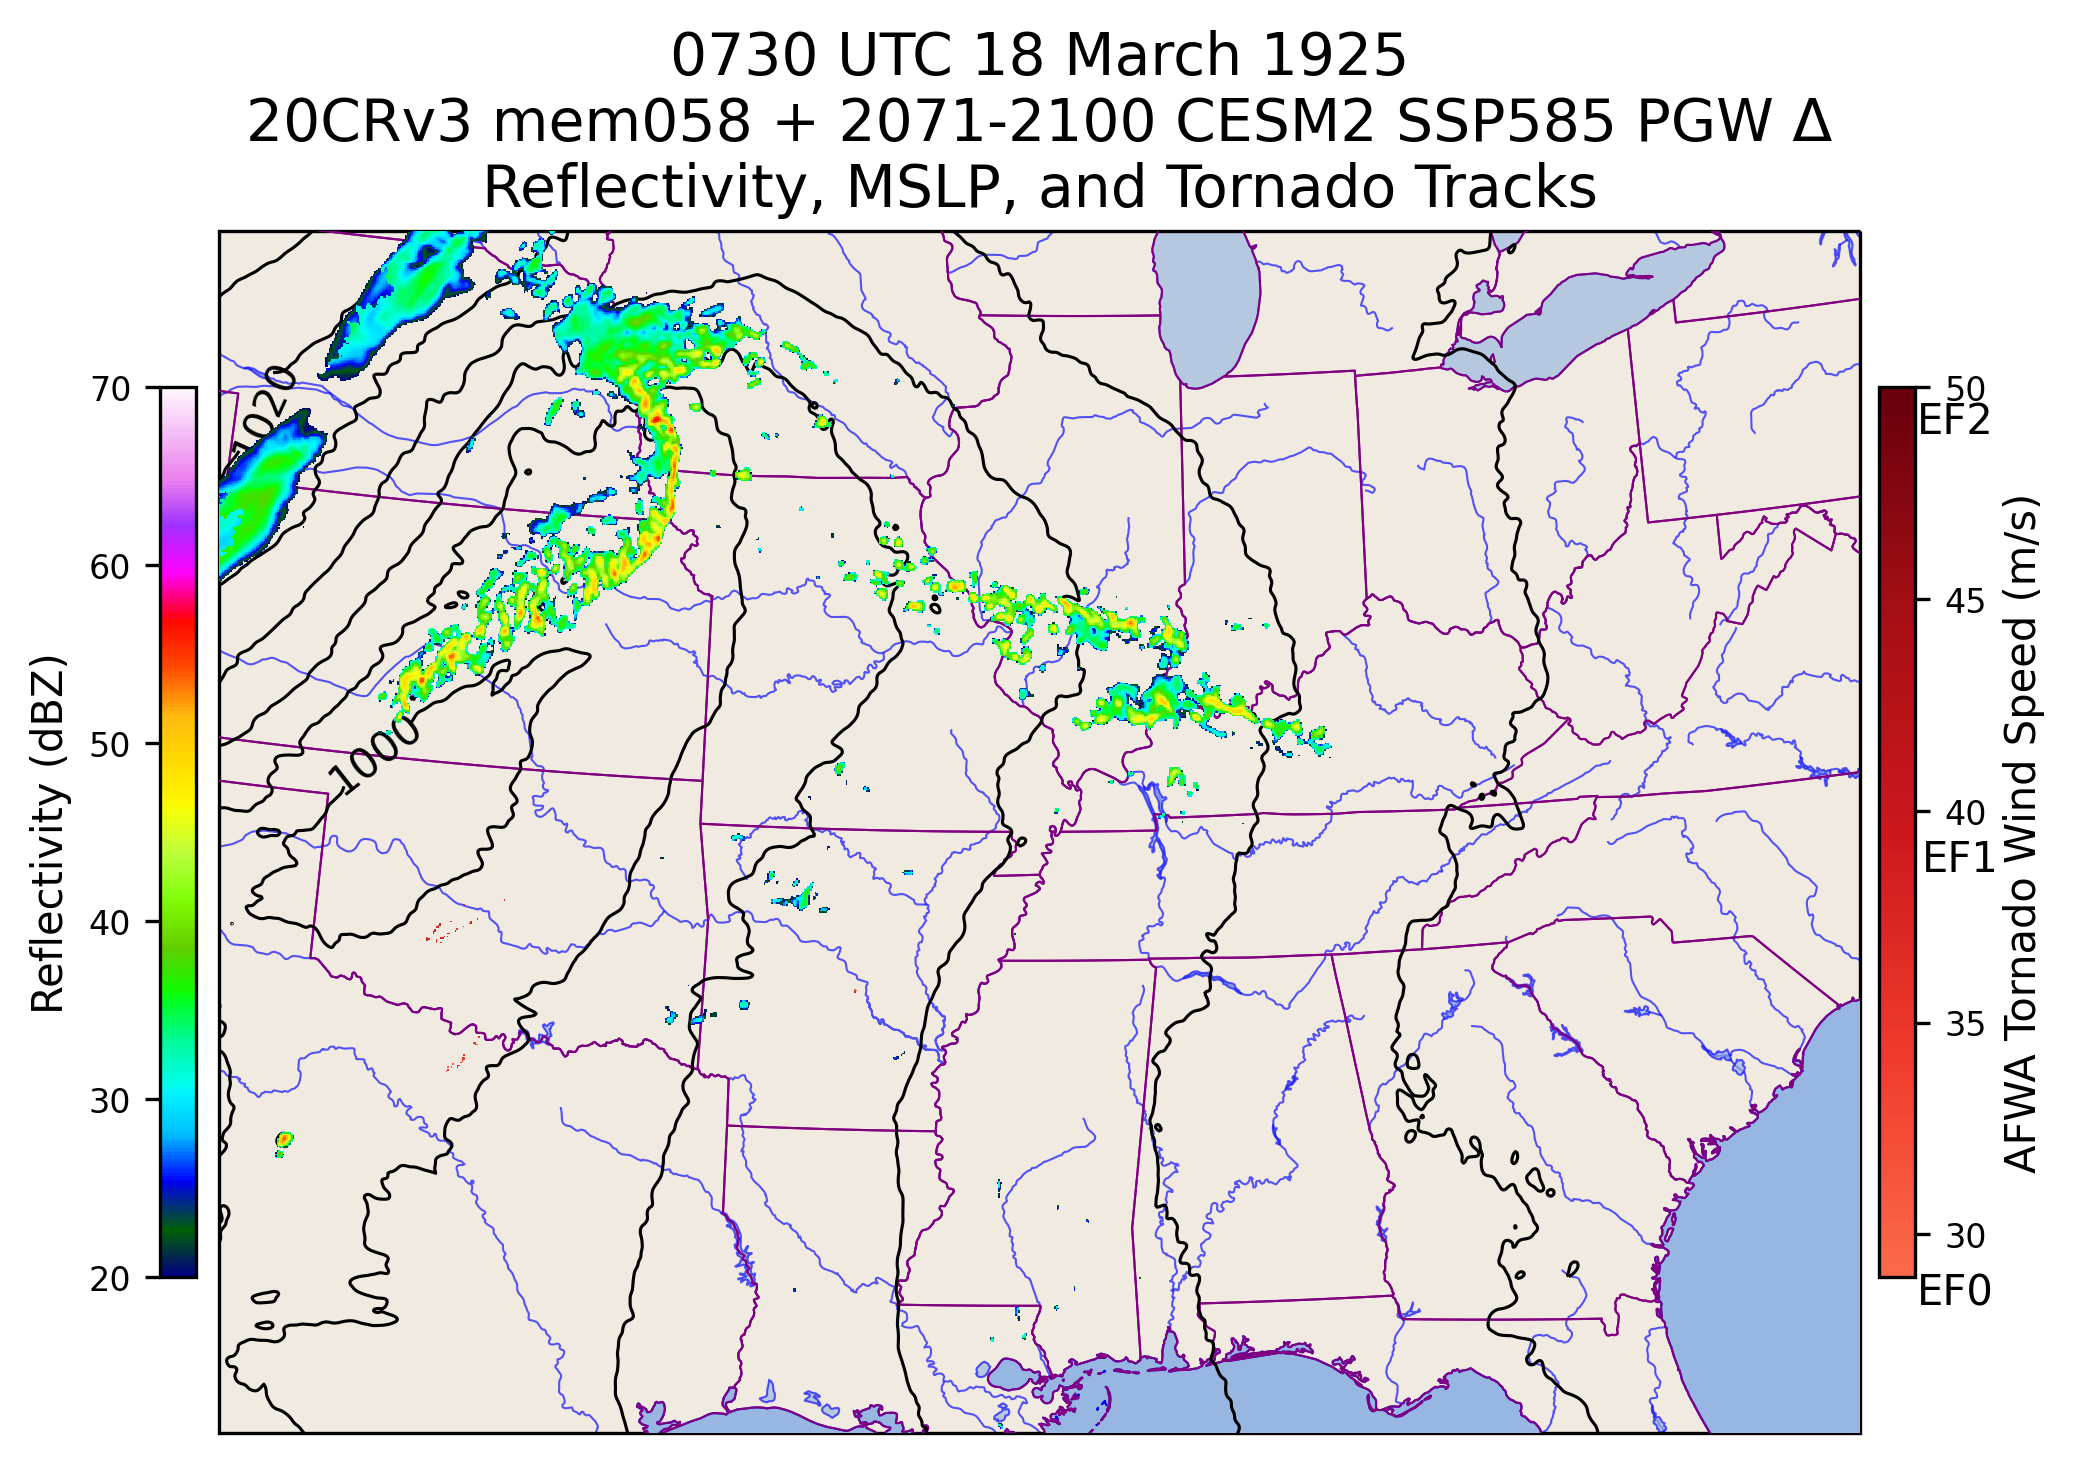 0730 UTC 18 March 1925
20CRv3 mem058 + 2071-2100 CESM2 SSP585 PGW Δ
Reflectivity, MSLP, and Tornado Tracks
70
60
50
40
30
20
Reflectivity (dBZ)
1020
1000
50
EF2
45
40
EF1
35
30
EF0
AFWA Tornado Wind Speed (m/s)